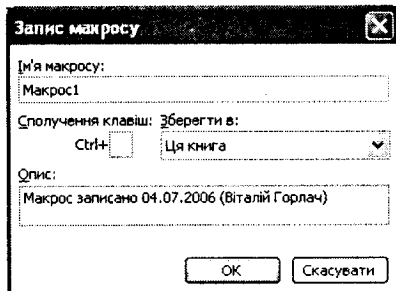 Запис макросу
Ім'я макросу:
Макрос1
Сполучення клавіш: Зберегти в:
Ctrl+ Ця книга
Опис:
Макрос записано 04.07.2006 (Віталій Горлач)
ОК Скасувати